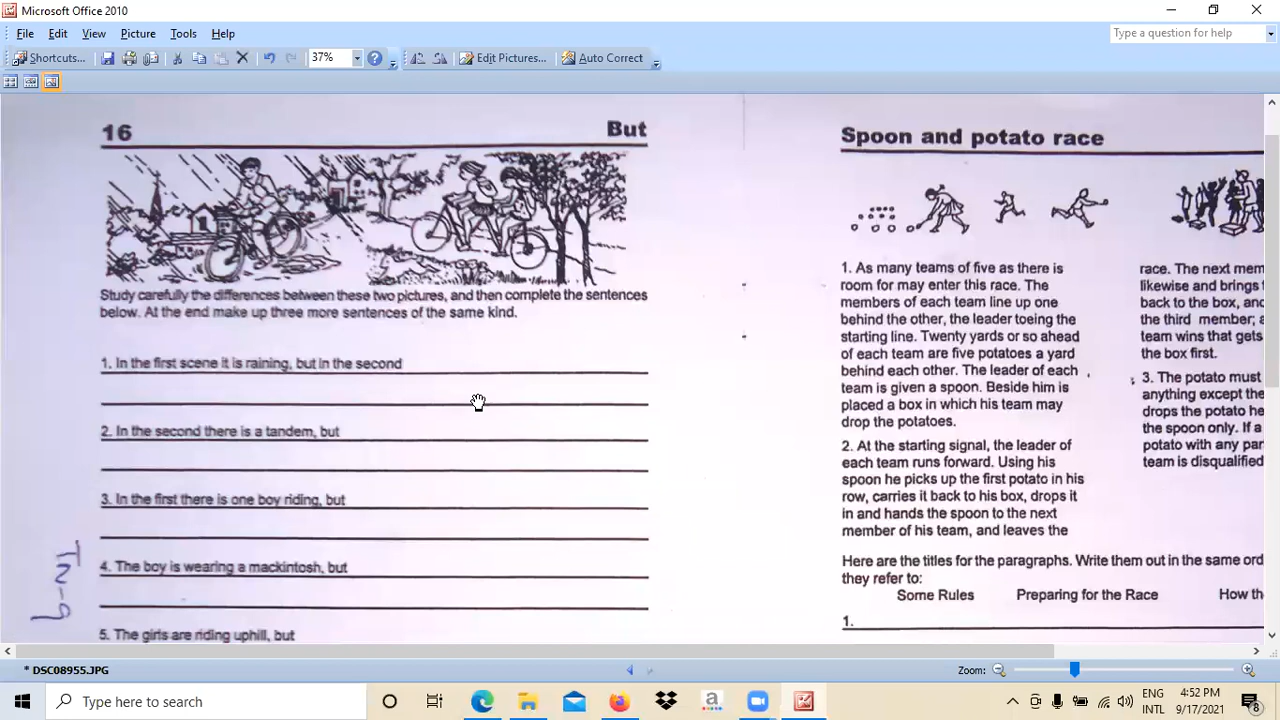 Microsoft Office 2010
File Edit View Picture Tools Help
Type a question for help
Shortcuts...
37%
Edit Pictures...
Auto Correct
16 But
Study carefully the differences between these two pictures, and then complete the sentences
below. At the end make up three more sentences of the same kind.
1. In the first scene it is raining, but in the second
2. In the second there is a tandem, but
3. In the first there is one boy riding, but
4. The boy is wearing a mackintosh, but
5. The girls are riding uphill, but
Spoon and potato race
1. As many teams of five as there is
room for may enter this race. The
members of each team line up one
behind the other, the leader toeing the
starting line. Twenty yards or so ahead
of each team are five potatoes a yard
behind each other. The leader of each
team is given a spoon. Beside him is
placed a box in which his team may
drop the potatoes.
2. At the starting signal, the leader of
each team runs forward. Using his
spoon he picks up the first potato in his
row, carries it back to his box, drops it
in and hands the spoon to the next
member of his team, and leaves the
race. The next mem
likewise and brings
back to the box, and
the third member; a
team wins that gets
the box first.
3. The potato must
anything except the
drops the potato he
the spoon only. If a
potato with any par
team is disqualified
Here are the titles for the paragraphs. Write them out in the same ord
they refer to:
Some Rules Preparing for the Race How th
1.
* DSC08955.JPG
Zoom:
Type here to search
ENG
INTL
4:52 PM
9/17/2021
8